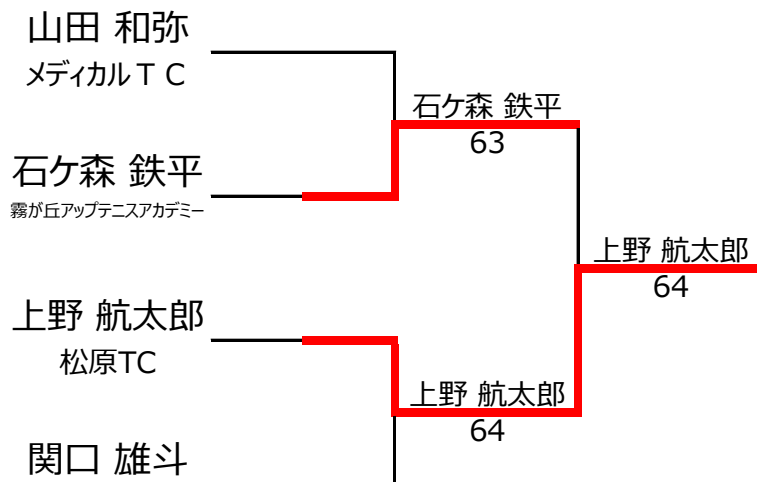 山田 和弥
メディカルＴＣ
石ケ森 鉄平
63
石ケ森 鉄平
霧が丘アップテニスアカデミー
上野 航太郎
64
上野 航太郎
松原TC
上野 航太郎
64
関口 雄斗